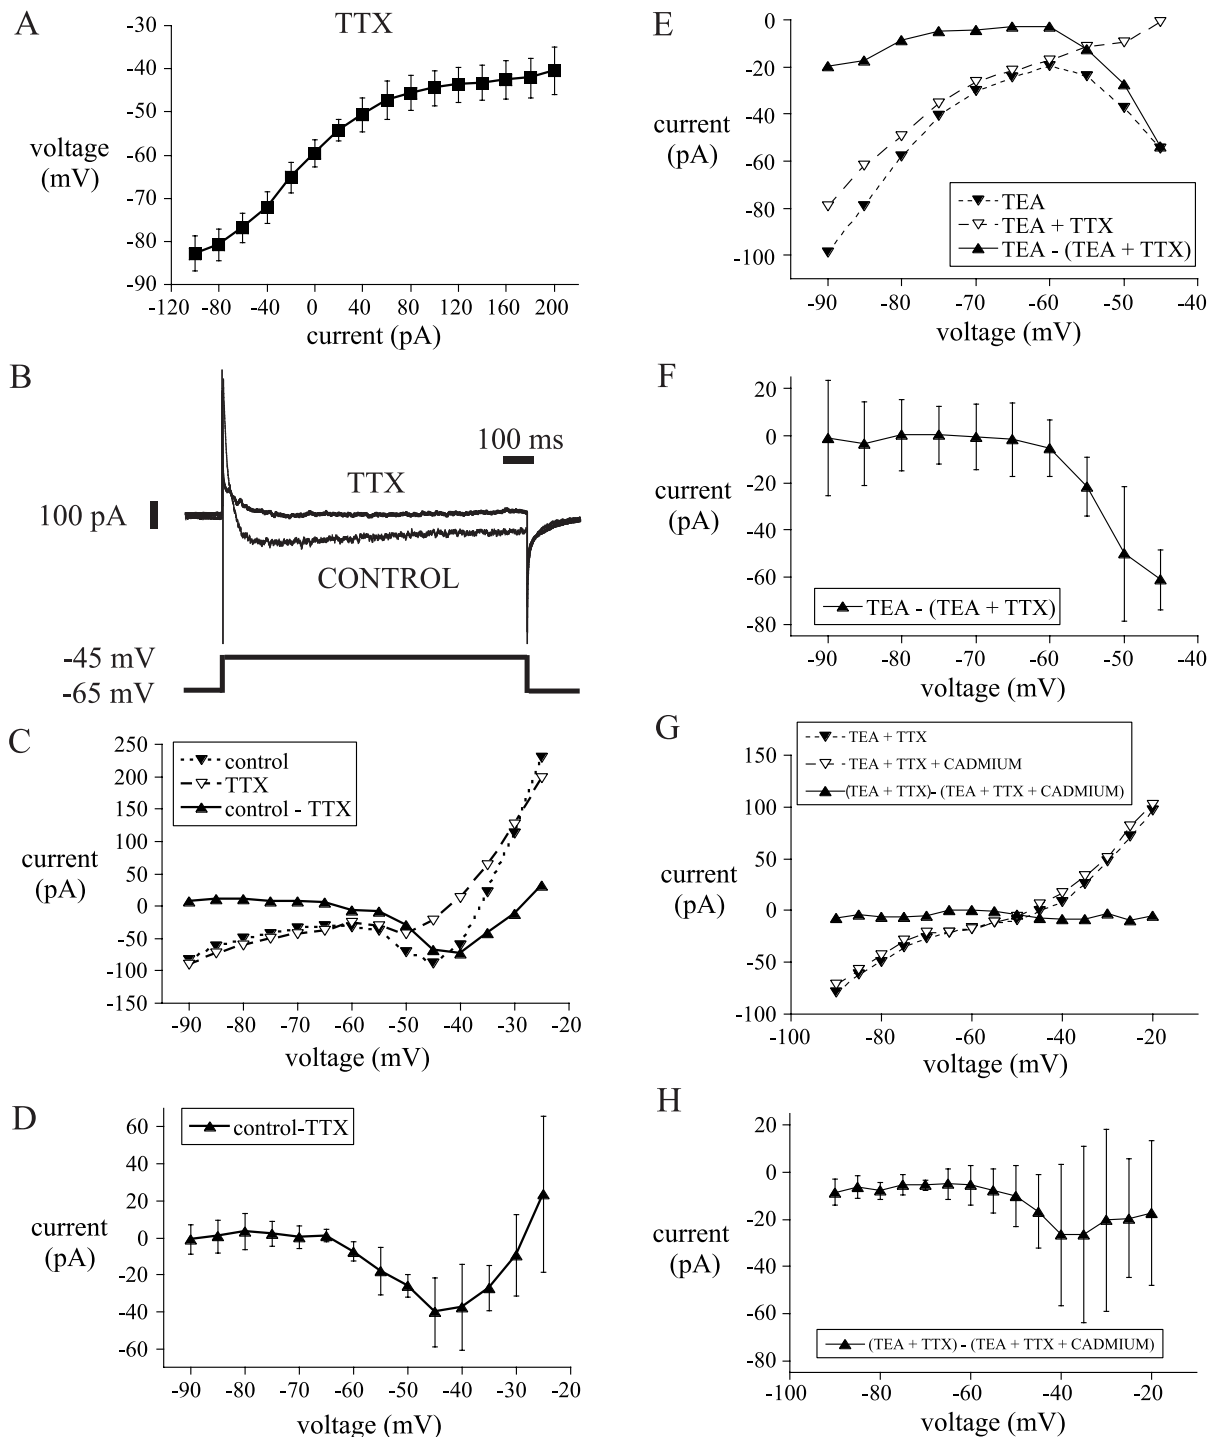 A
TTX
-30
-40
-50
-60
-70
-80
-90
voltage
(mV)
-120 -80 -40 0 40 80 120 160 200
current (pA)
B
100 ms
TTX
100 pA
CONTROL
-45 mV
-65 mV
C
250
200
150
100
50
0
-50
-100
-150
control
TTX
control - TTX
current
(pA)
-90 -80 -70 -60 -50 -40 -30 -20
voltage (mV)
D
60
40
20
0
-20
-40
-60
control-TTX
current
(pA)
-90 -80 -70 -60 -50 -40 -30 -20
voltage (mV)
E
0
-20
-40
-60
-80
-100
current
(pA)
TEA
TEA + TTX
TEA - (TEA + TTX)
-90 -80 -70 -60 -50 -40
voltage (mV)
F
20
0
-20
-40
-60
-80
current
(pA)
TEA - (TEA + TTX)
-90 -80 -70 -60 -50 -40
voltage (mV)
G
TEA + TTX
TEA + TTX + CADMIUM
(TEA + TTX)- (TEA + TTX + CADMIUM)
150
100
50
0
-50
-100
current
(pA)
-100 -80 -60 -40 -20
voltage (mV)
H
20
0
-20
-40
-60
-80
current
(pA)
(TEA + TTX) - (TEA + TTX + CADMIUM)
-100 -80 -60 -40 -20
voltage (mV)